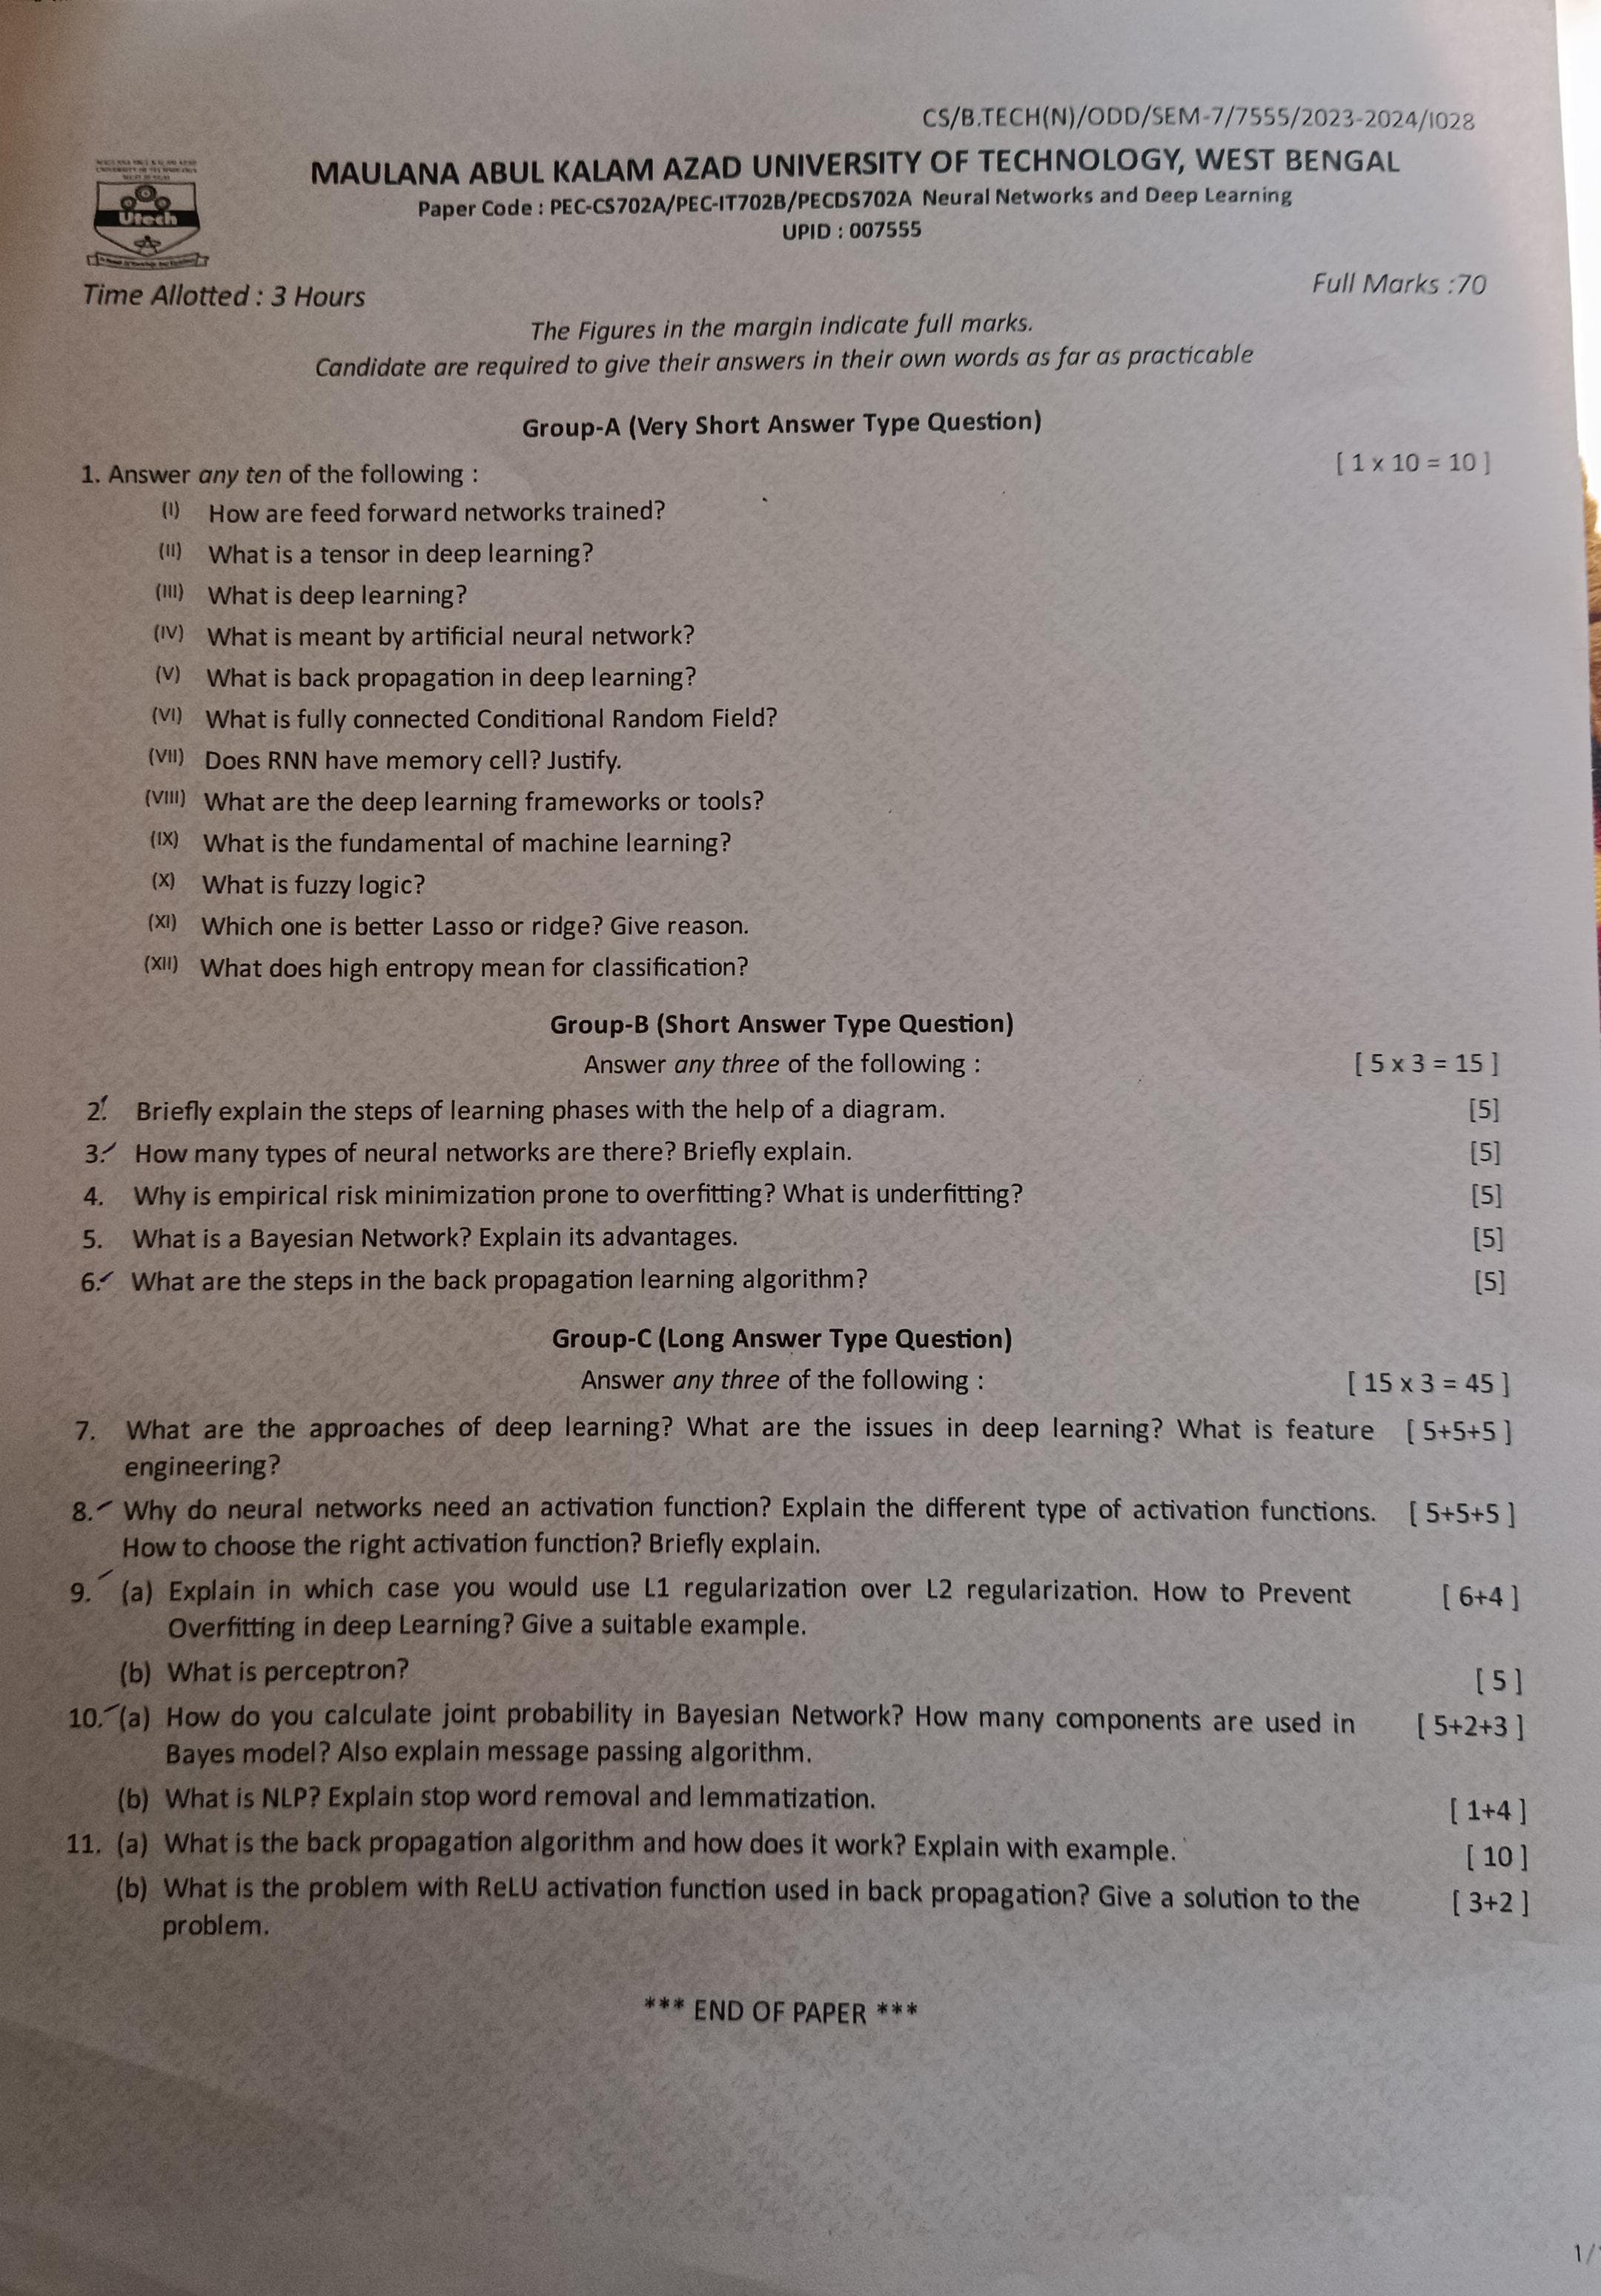 CS/B.TECH(N)/ODD/SEM-7/7555/2023-2024/I028
MAULANA ABUL KALAM AZAD UNIVERSITY OF TECHNOLOGY, WEST BENGAL
Paper Code : PEC-CS702A/PEC-IT702B/PECDS702A Neural Networks and Deep Learning
UPID : 007555
Utech
Time Allotted : 3 Hours
Full Marks :70
The Figures in the margin indicate full marks.
Candidate are required to give their answers in their own words as far as practicable
Group-A (Very Short Answer Type Question)
1. Answer any ten of the following : [ 1 x 10 = 10 ]
(I) How are feed forward networks trained?
(II) What is a tensor in deep learning?
(III) What is deep learning?
(IV) What is meant by artificial neural network?
(V) What is back propagation in deep learning?
(VI) What is fully connected Conditional Random Field?
(VII) Does RNN have memory cell? Justify.
(VIII) What are the deep learning frameworks or tools?
(IX) What is the fundamental of machine learning?
(X) What is fuzzy logic?
(XI) Which one is better Lasso or ridge? Give reason.
(XII) What does high entropy mean for classification?
Group-B (Short Answer Type Question)
Answer any three of the following : [ 5 x 3 = 15 ]
2. Briefly explain the steps of learning phases with the help of a diagram. [5]
3. How many types of neural networks are there? Briefly explain. [5]
4. Why is empirical risk minimization prone to overfitting? What is underfitting? [5]
5. What is a Bayesian Network? Explain its advantages. [5]
6. What are the steps in the back propagation learning algorithm? [5]
Group-C (Long Answer Type Question)
Answer any three of the following : [ 15 x 3 = 45 ]
7. What are the approaches of deep learning? What are the issues in deep learning? What is feature [ 5+5+5 ]
engineering?
8. Why do neural networks need an activation function? Explain the different type of activation functions. [ 5+5+5 ]
How to choose the right activation function? Briefly explain.
9. (a) Explain in which case you would use L1 regularization over L2 regularization. How to Prevent [ 6+4 ]
Overfitting in deep Learning? Give a suitable example.
(b) What is perceptron? [ 5 ]
10. (a) How do you calculate joint probability in Bayesian Network? How many components are used in [ 5+2+3 ]
Bayes model? Also explain message passing algorithm.
(b) What is NLP? Explain stop word removal and lemmatization. [ 1+4 ]
11. (a) What is the back propagation algorithm and how does it work? Explain with example. [ 10 ]
(b) What is the problem with ReLU activation function used in back propagation? Give a solution to the [ 3+2 ]
problem.
*** END OF PAPER ***
1/